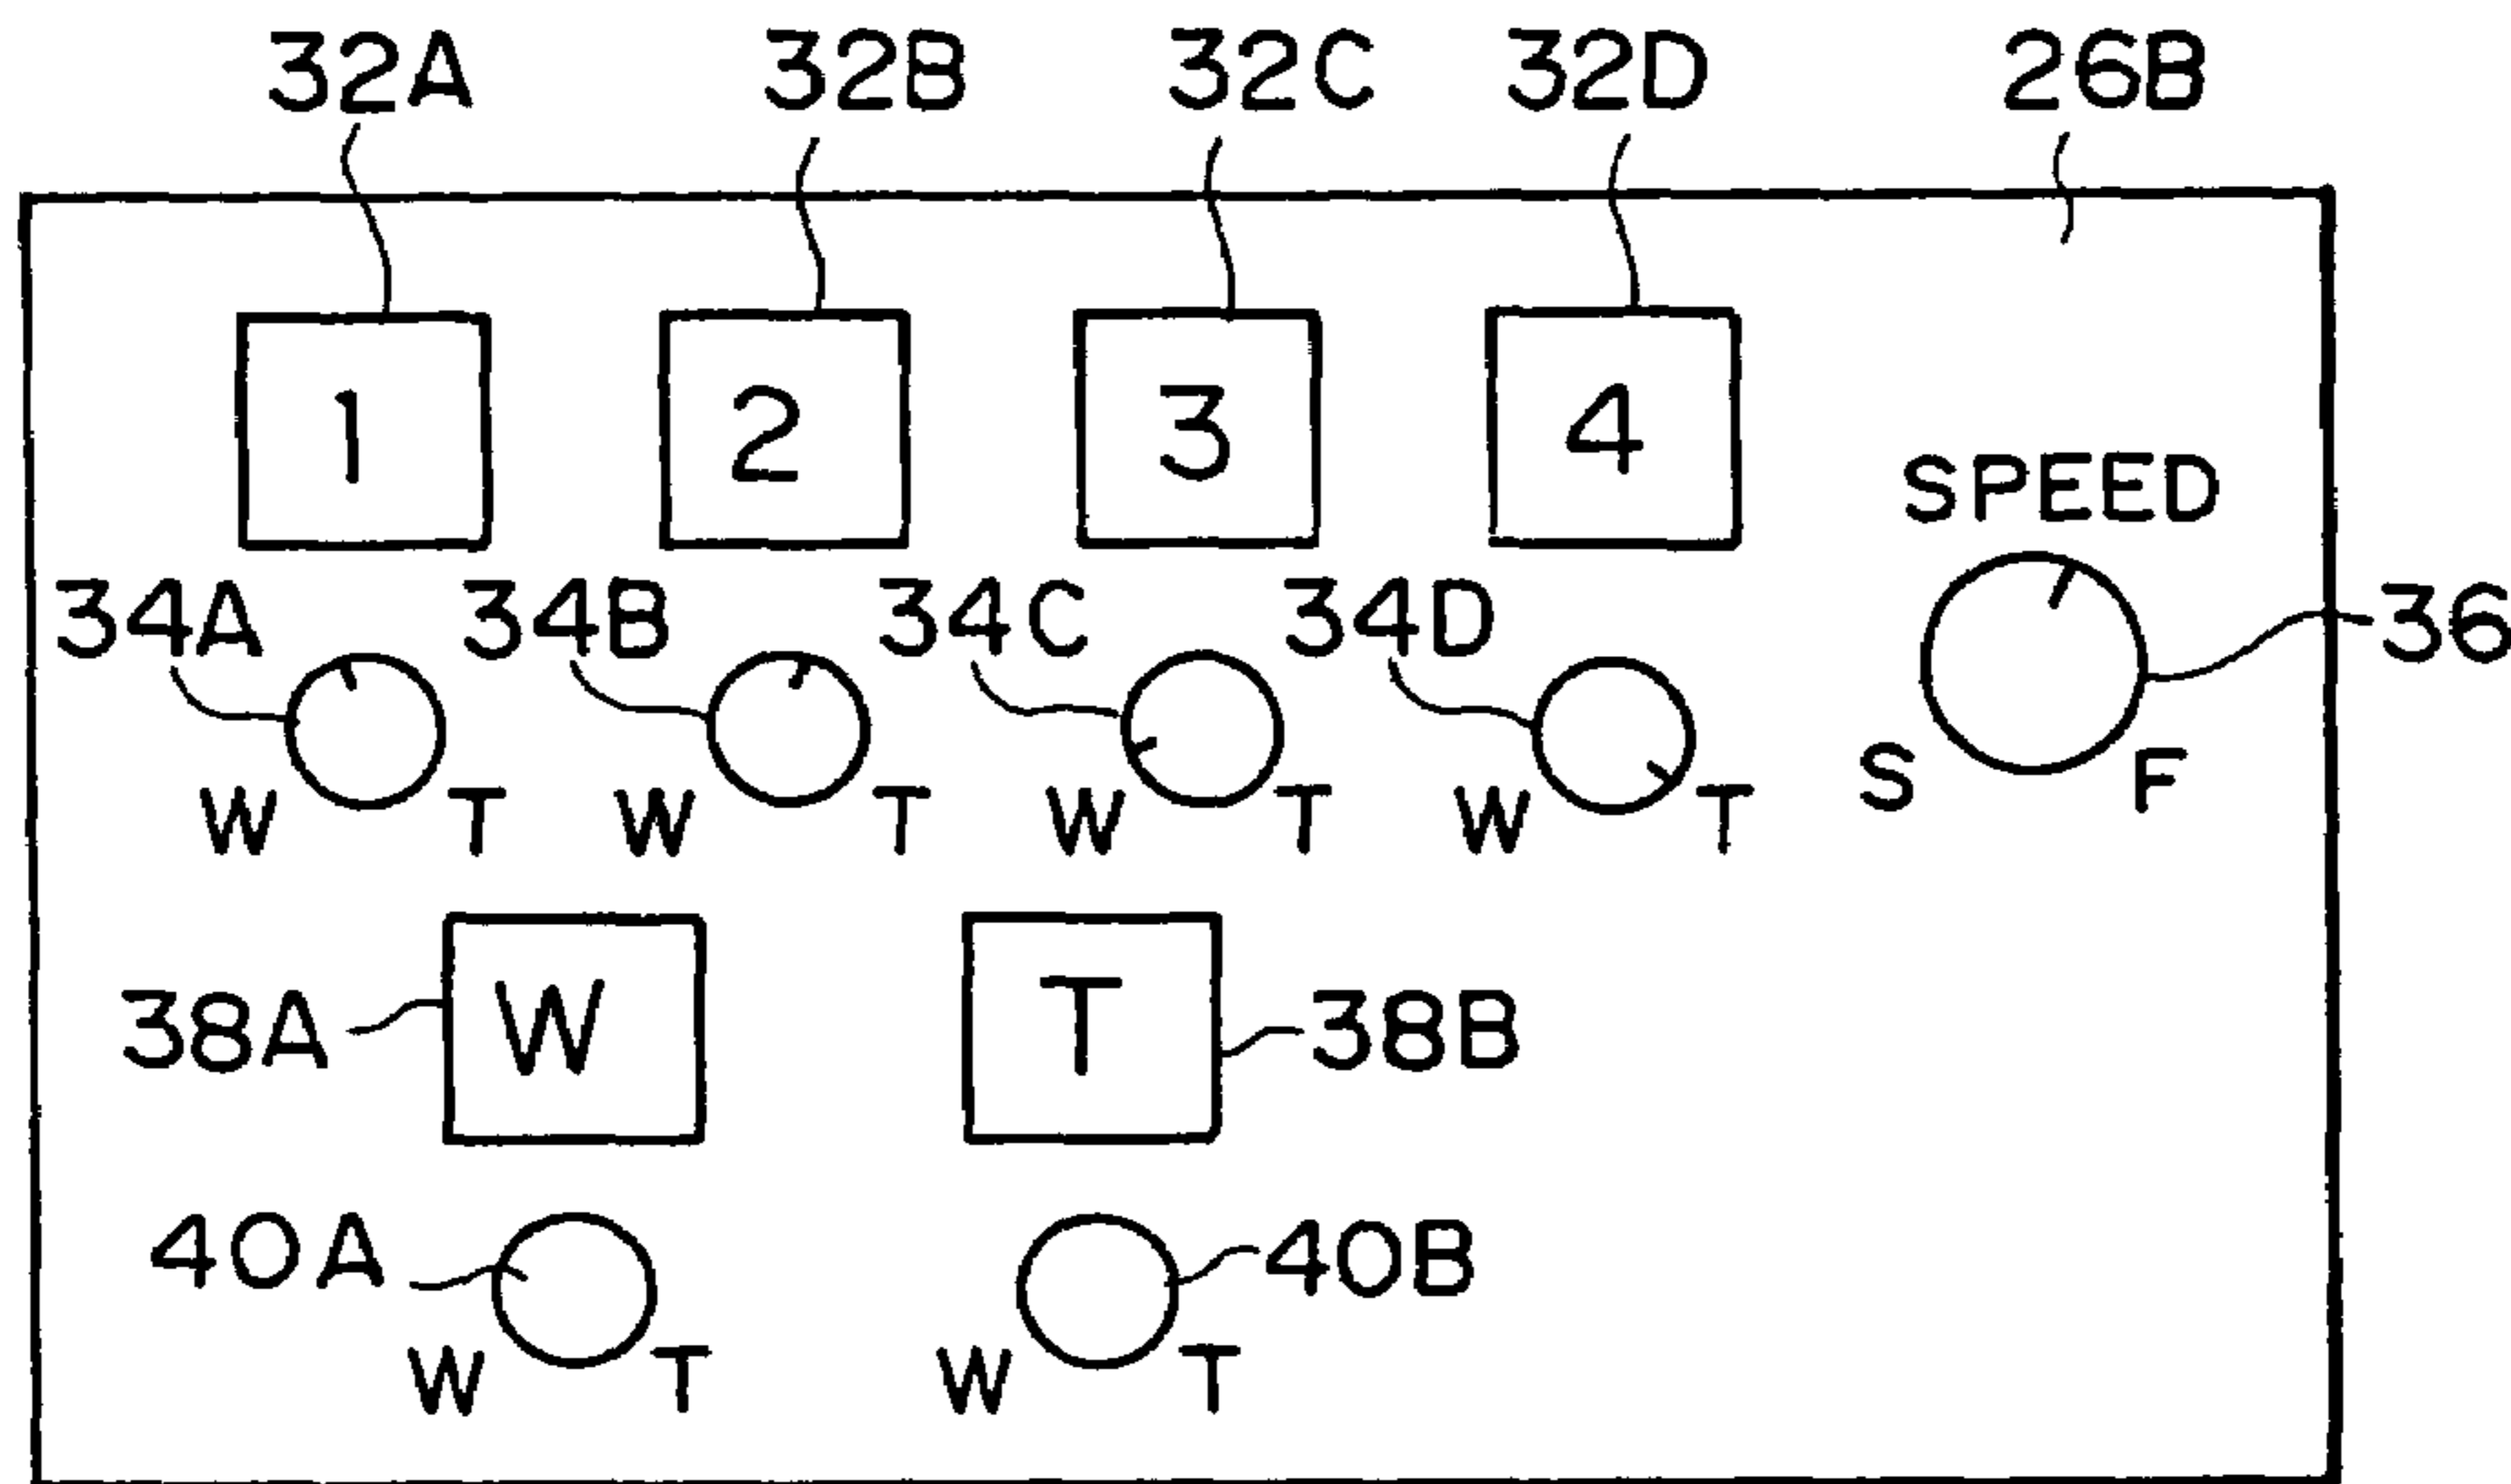 32A 32B 32C 32D 26B
1 2 3 4
SPEED
34A 34B 34C 34D 36
S F
W T W T W T W T
38A W T 38B
40A 40B
W T W T